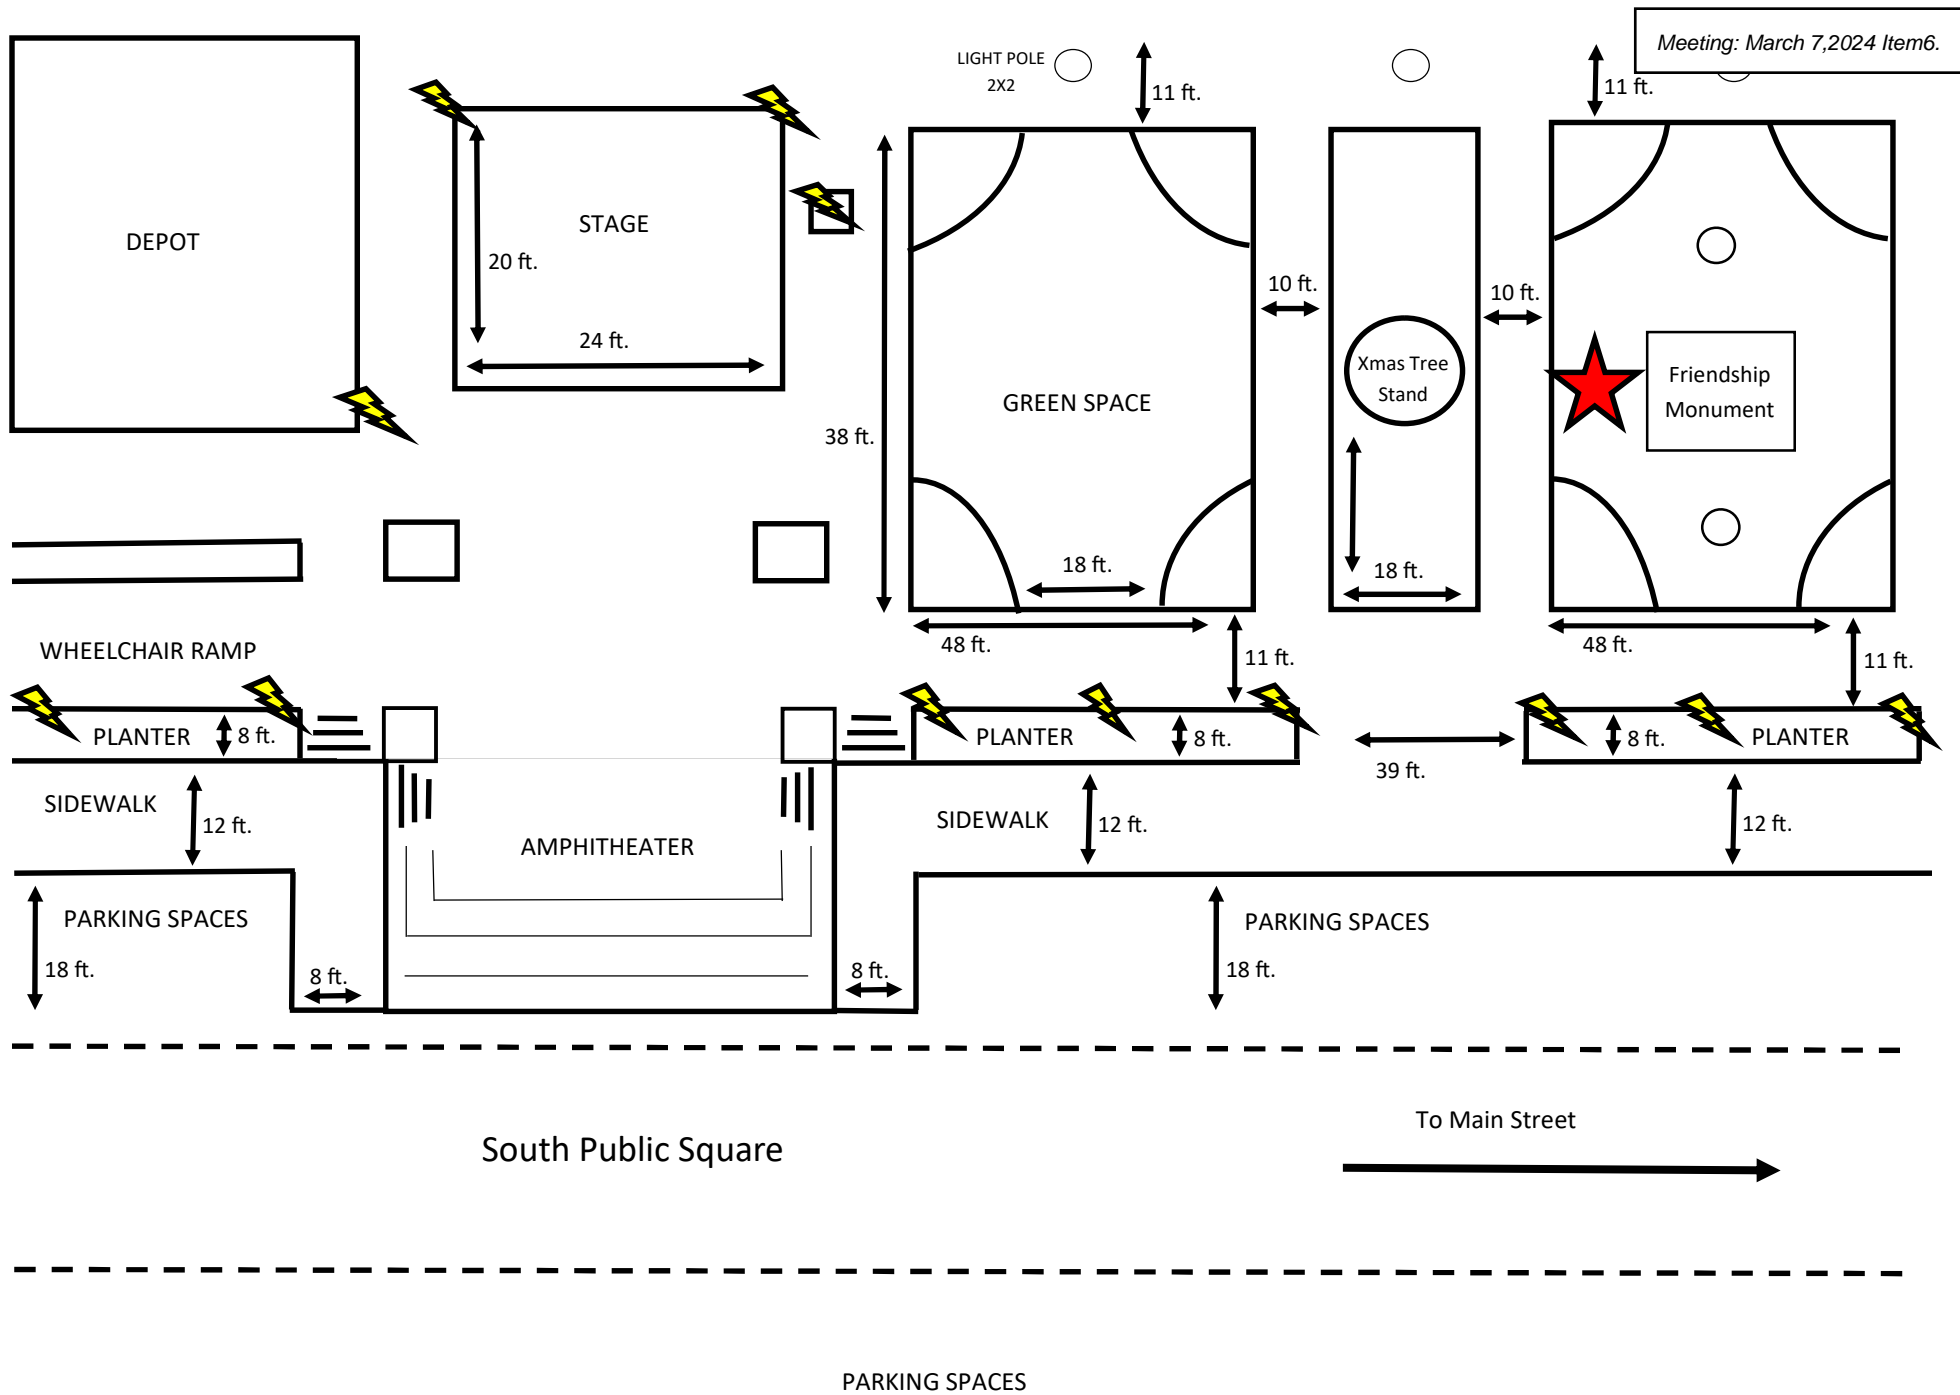 Meeting: March 7,2024 Item6.
LIGHT POLE
2X2
11 ft.
11 ft.
DEPOT
STAGE
20 ft.
24 ft.
38 ft.
GREEN SPACE
10 ft.
10 ft.
Xmas Tree
Stand
Friendship
Monument
18 ft.
18 ft.
48 ft.
11 ft.
48 ft.
11 ft.
WHEELCHAIR RAMP
PLANTER
8 ft.
PLANTER
8 ft.
39 ft.
8 ft.
PLANTER
SIDEWALK
12 ft.
AMPHITHEATER
SIDEWALK
12 ft.
12 ft.
PARKING SPACES
18 ft.
8 ft.
8 ft.
PARKING SPACES
18 ft.
South Public Square
To Main Street
PARKING SPACES